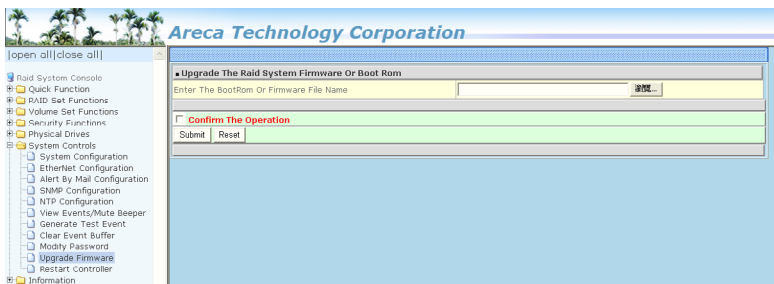 Areca Technology Corporation
|open all|close all|
Raid System Console
Quick Function
RAID Set Functions
Volume Set Functions
Security Functions
Physical Drives
System Controls
System Configuration
EtherNet Configuration
Alert By Mail Configuration
SNMP Configuration
NTP Configuration
View Events/Mute Beeper
Generate Test Event
Clear Event Buffer
Modify Password
Upgrade Firmware
Restart Controller
Information
Upgrade The Raid System Firmware Or Boot Rom
Enter The BootRom Or Firmware File Name
瀏覽...
Confirm The Operation
Submit Reset